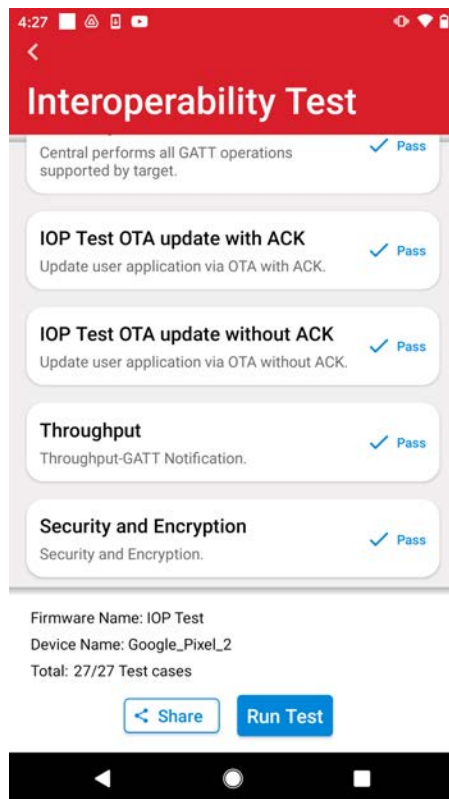 4:27
Interoperability Test
Central performs all GATT operations
supported by target.
Pass
IOP Test OTA update with ACK
Update user application via OTA with ACK.
Pass
IOP Test OTA update without ACK
Update user application via OTA without ACK.
Pass
Throughput
Throughput-GATT Notification.
Pass
Security and Encryption
Security and Encryption.
Pass
Firmware Name: IOP Test
Device Name: Google_Pixel_2
Total: 27/27 Test cases
Share
Run Test